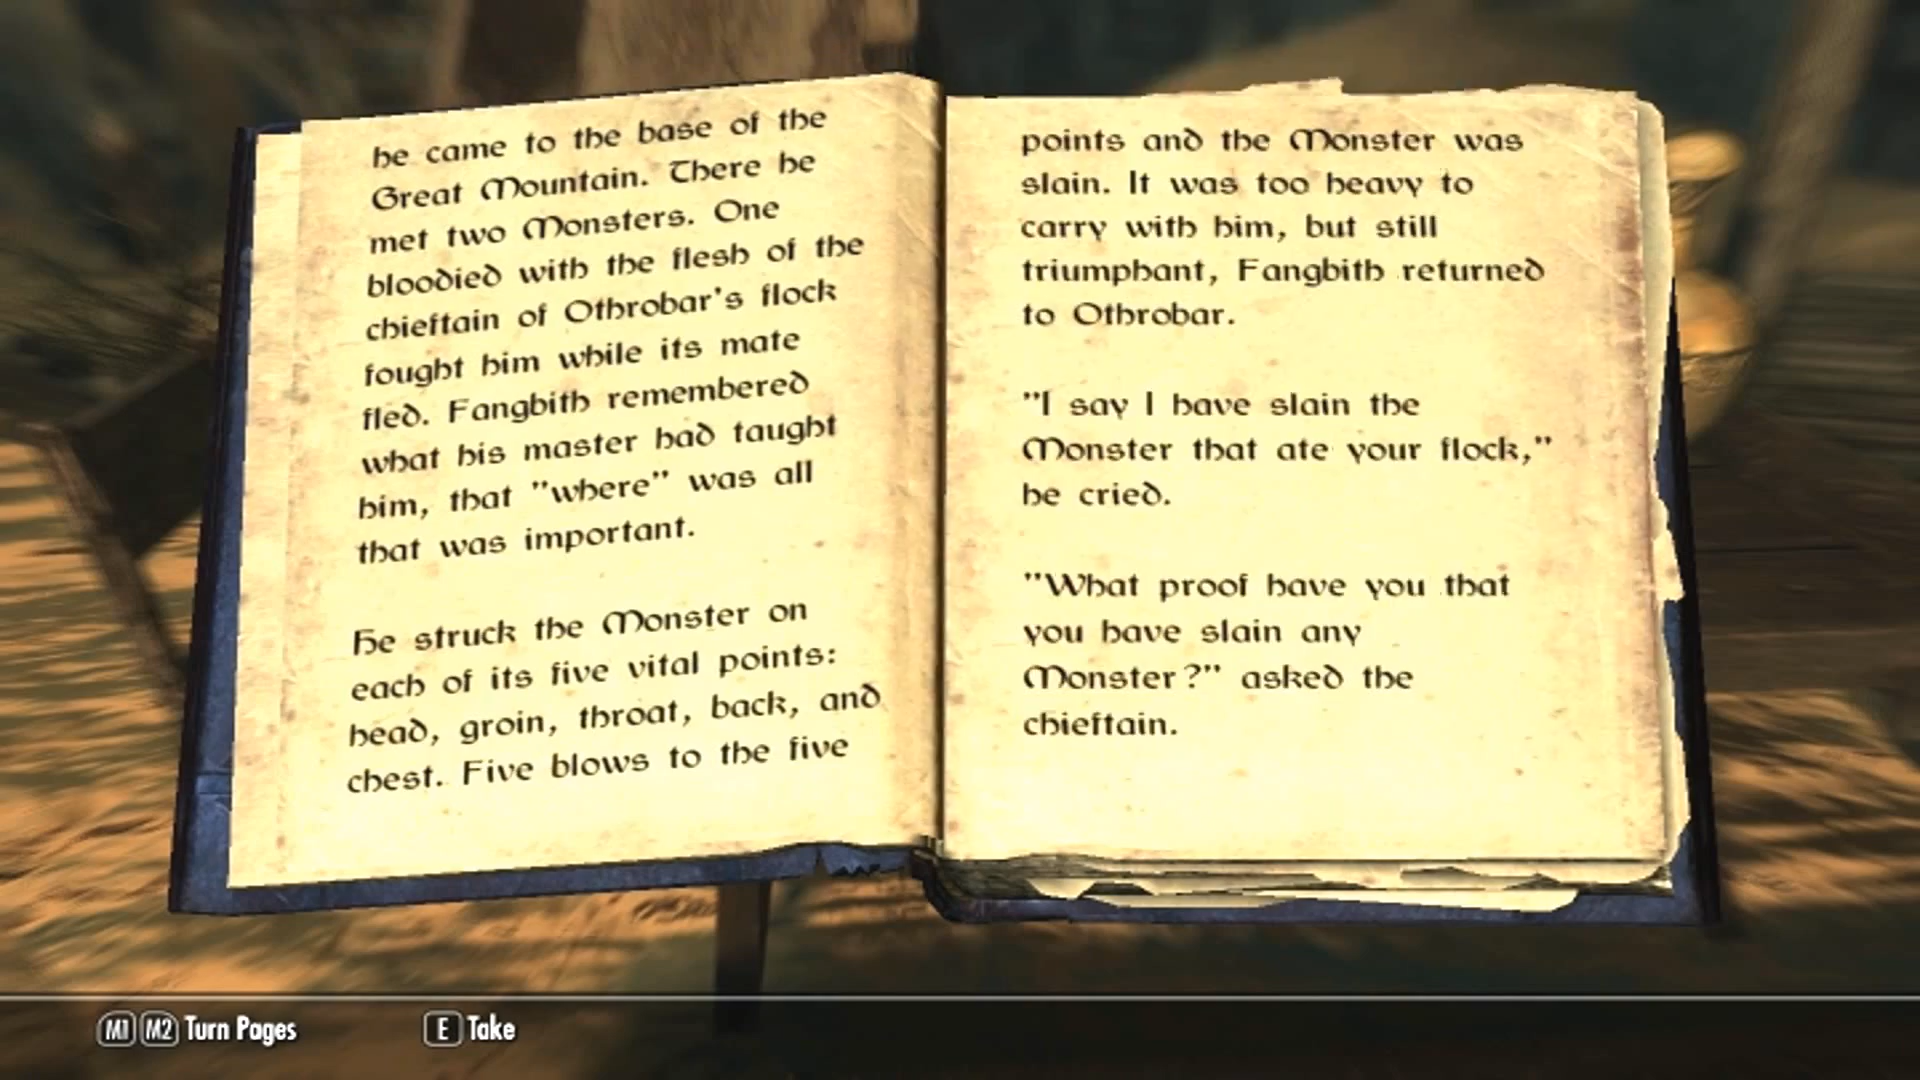 he came to the base of the
Great Mountain. There he
met two Monsters. One
bloodied with the flesh of the
chieftain of Othrobar's flock
fought him while its mate
fled. Fangbith remembered
what his master had taught
him, that "where" was all
that was important.
He struck the Monster on
each of its five vital points:
head, groin, throat, back, and
chest. Five blows to the five
points and the Monster was
slain. It was too heavy to
carry with him, but still
triumphant, Fangbith returned
to Othrobar.
"I say I have slain the
Monster that ate your flock,"
he cried.
"What proof have you that
you have slain any
Monster?" asked the
chieftain.
M1 M2 Turn Pages
E Take